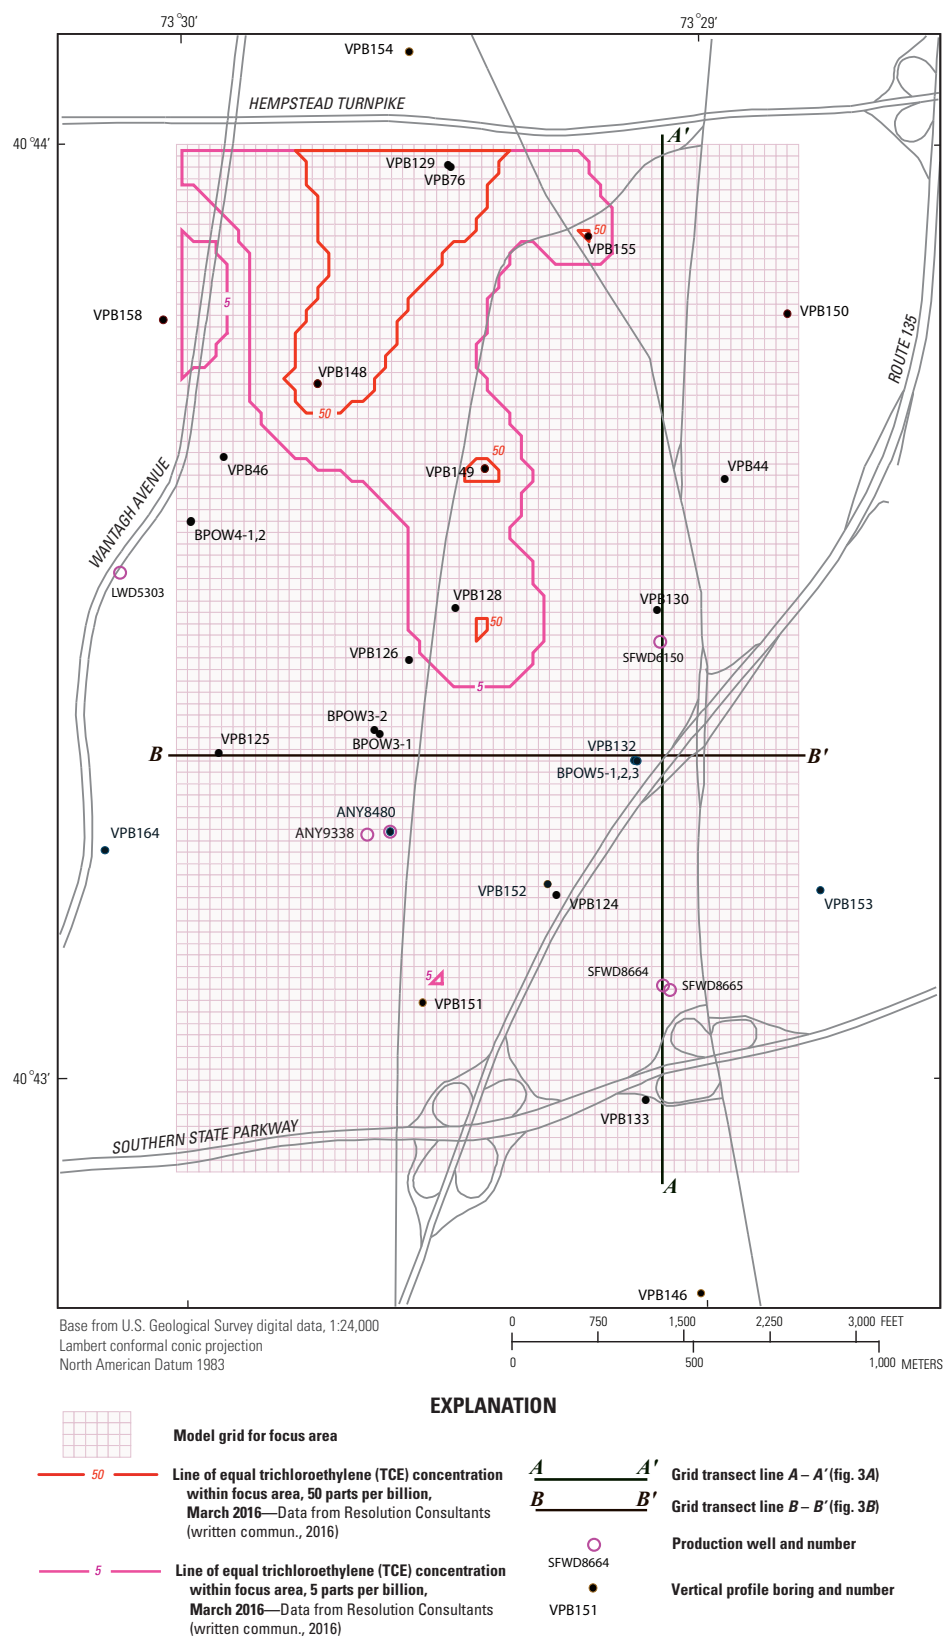 73°30′
73°29′
VPB154
HEMPSTEAD TURNPIKE
40°44′
A′
VPB129
VPB76
50
VPB155
5
VPB158
VPB150
ROUTE 135
VPB148
50
50
VPB149
VPB46
VPB44
WANTAGH AVENUE
BPOW4-1,2
LWD5303
VPB128
50
VPB130
VPB126
SFWD6150
5
BPOW3-2
BPOW3-1
VPB125
B
B′
VPB132
BPOW5-1,2,3
ANY8480
ANY9338
VPB164
VPB152
VPB124
VPB153
5
VPB151
SFWD8664
SFWD8665
40°43′
VPB133
SOUTHERN STATE PARKWAY
A
VPB146
Base from U.S. Geological Survey digital data, 1:24,000
Lambert conformal conic projection
North American Datum 1983
0 750 1,500 2,250 3,000 FEET
0 500 1,000 METERS
EXPLANATION
Model grid for focus area
50 Line of equal trichloroethylene (TCE) concentration
within focus area, 50 parts per billion,
March 2016—Data from Resolution Consultants
(written commun., 2016)
5 Line of equal trichloroethylene (TCE) concentration
within focus area, 5 parts per billion,
March 2016—Data from Resolution Consultants
(written commun., 2016)
A A′ Grid transect line A – A′ (fig. 3A)
B B′ Grid transect line B – B′ (fig. 3B)
Production well and number
SFWD8664
Vertical profile boring and number
VPB151